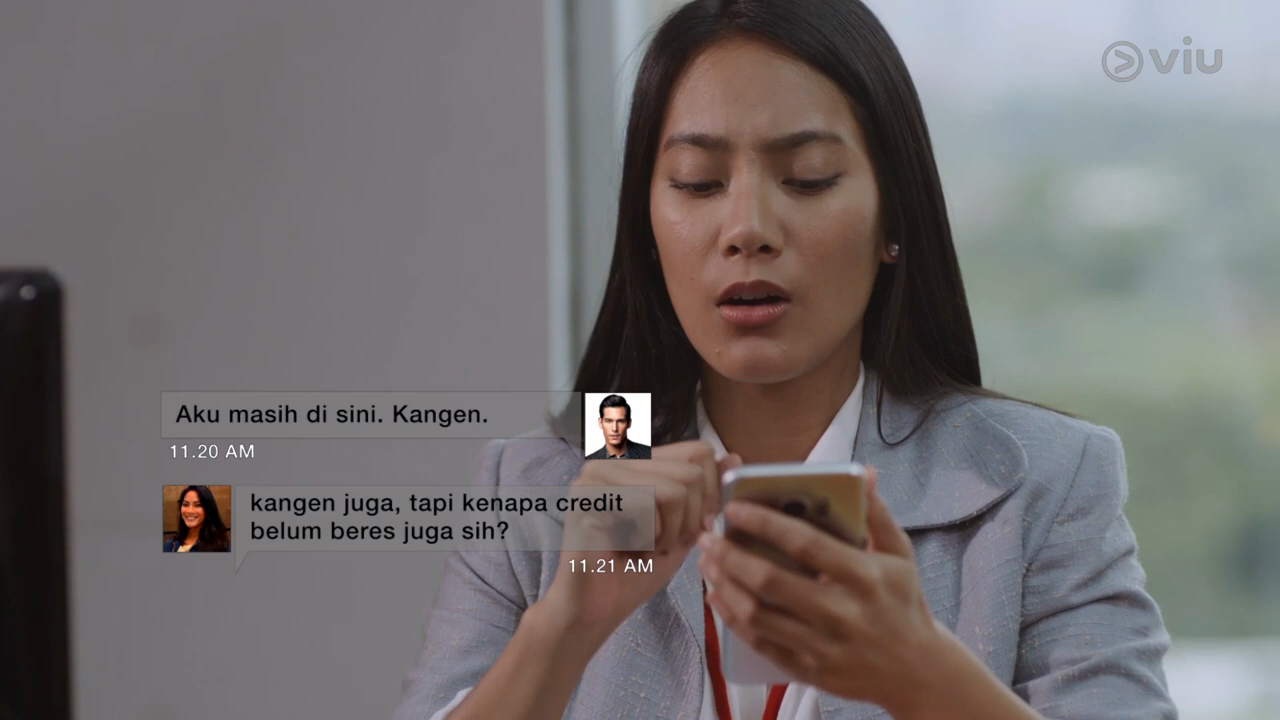 viu
Aku masih di sini. Kangen.
11.20 AM
kangen juga, tapi kenapa credit
belum beres juga sih?
11.21 AM